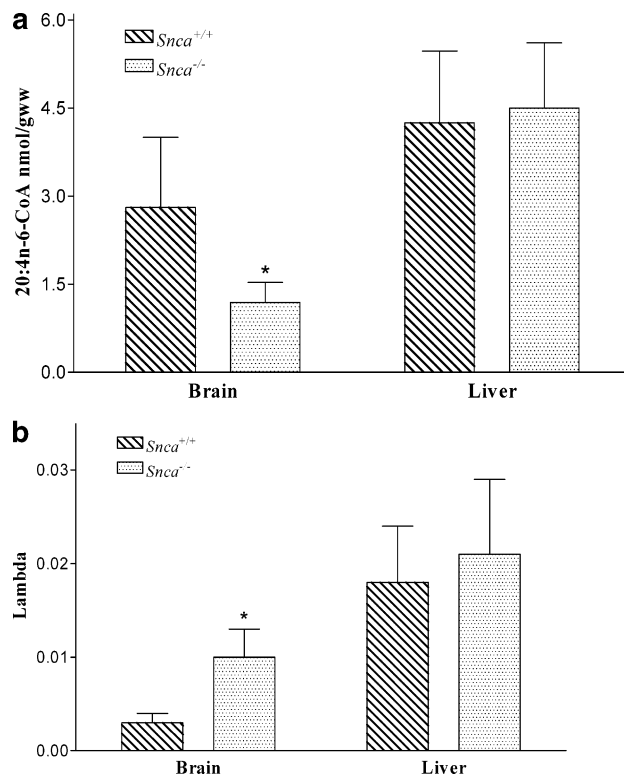 a
20:4n-6-CoA nmol/gww
6.0
4.5
3.0
1.5
0.0
Snca+/+
Snca-/-
*
Brain Liver
b
Lambda
0.03
0.02
0.01
0.00
Snca+/+
Snca-/-
*
Brain Liver